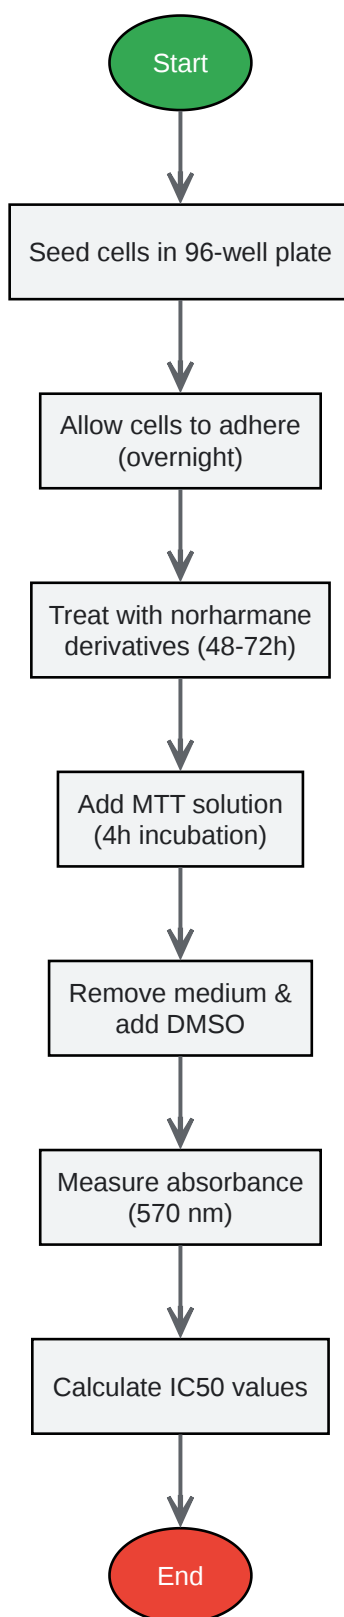 Start
Seed cells in 96-well plate
Allow cells to adhere
(overnight)
Treat with norharmane
derivatives (48-72h)
Add MTT solution
(4h incubation)
Remove medium &
add DMSO
Measure absorbance
(570 nm)
Calculate IC50 values
End